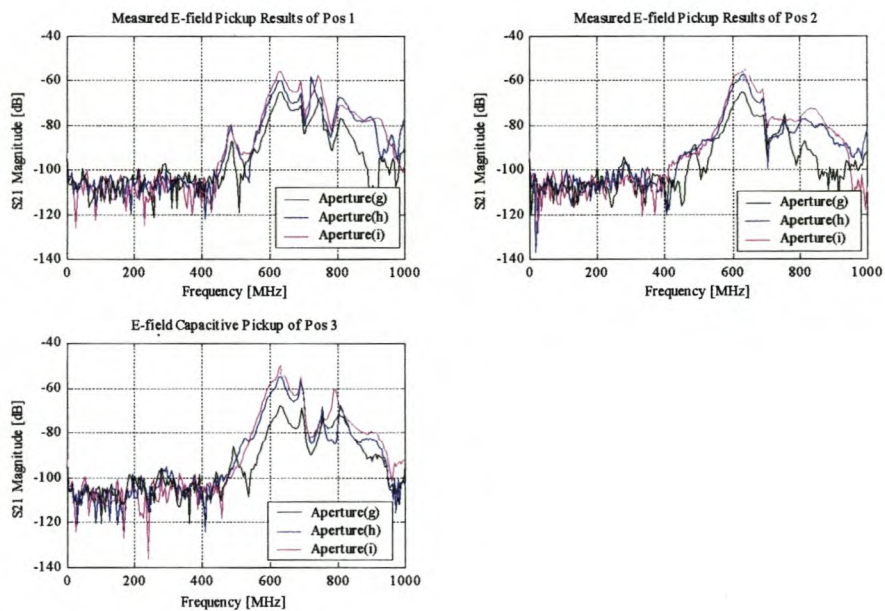 Measured E-field Pickup Results of Pos 1
-40
-60
-80
-100
-120
-140
S21 Magnitude [dB]
Aperture(g)
Aperture(h)
Aperture(i)
0 200 400 600 800 1000
Frequency [MHz]
Measured E-field Pickup Results of Pos 2
-40
-60
-80
-100
-120
-140
S21 Magnitude [dB]
Aperture(g)
Aperture(h)
Aperture(i)
0 200 400 600 800 1000
Frequency [MHz]
E-field Capacitive Pickup of Pos 3
-40
-60
-80
-100
-120
-140
S21 Magnitude [dB]
Aperture(g)
Aperture(h)
Aperture(i)
0 200 400 600 800 1000
Frequency [MHz]